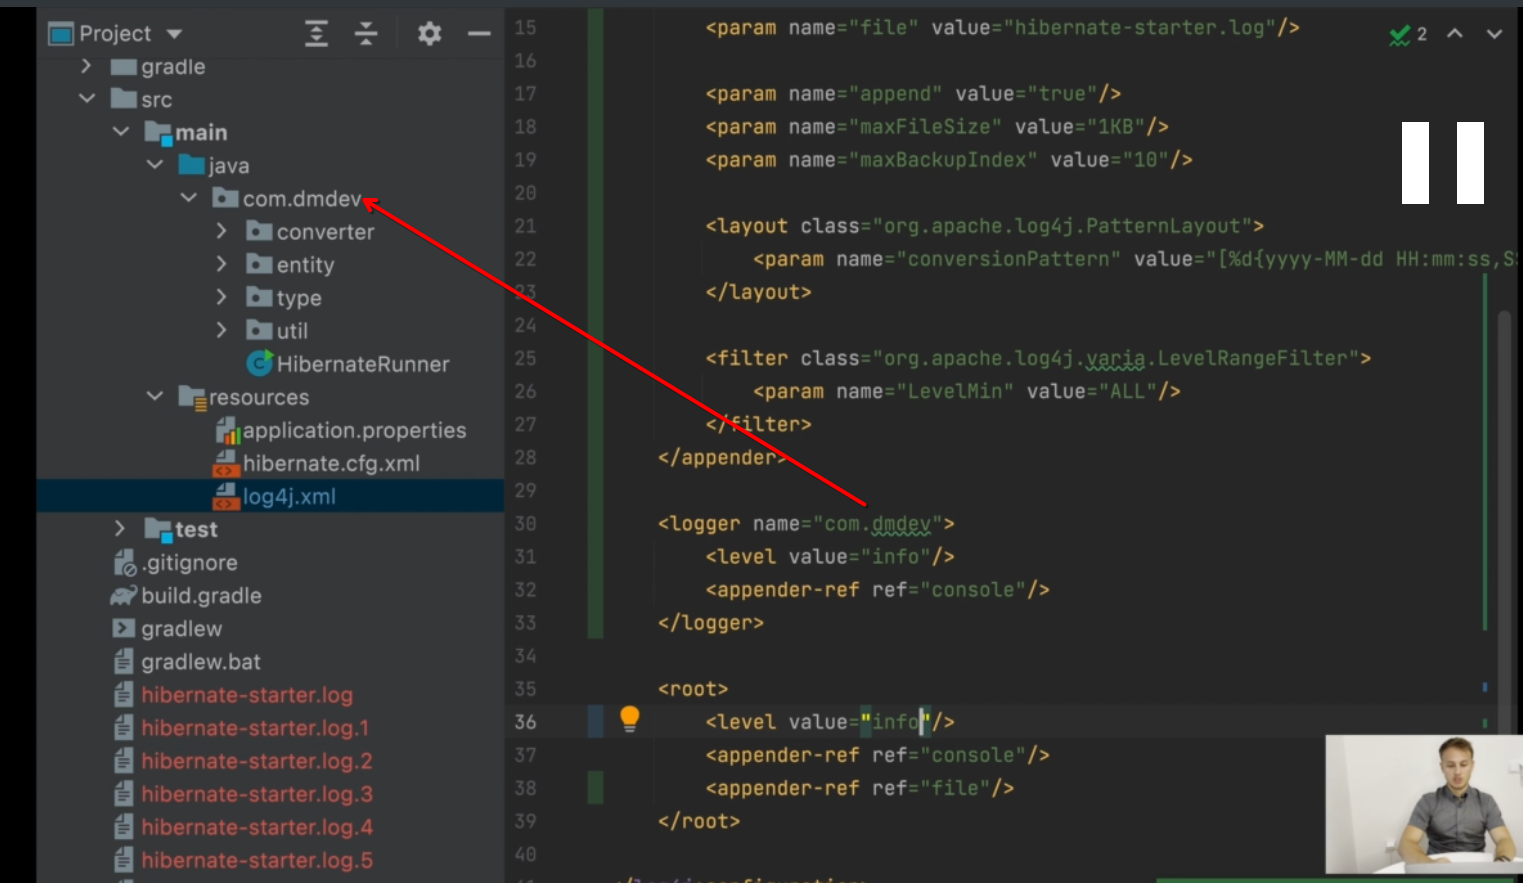 Project
gradle
src
main
java
com.dmdev
converter
entity
type
util
HibernateRunner
resources
application.properties
hibernate.cfg.xml
log4j.xml
test
.gitignore
build.gradle
gradlew
gradlew.bat
hibernate-starter.log
hibernate-starter.log.1
hibernate-starter.log.2
hibernate-starter.log.3
hibernate-starter.log.4
hibernate-starter.log.5
2
15 <param name="file" value="hibernate-starter.log"/>
16
17 <param name="append" value="true"/>
18 <param name="maxFileSize" value="1KB"/>
19 <param name="maxBackupIndex" value="10"/>
20
21 <layout class="org.apache.log4j.PatternLayout">
22 <param name="conversionPattern" value="[%d{yyyy-MM-dd HH:mm:ss,S
23 </layout>
24
25 <filter class="org.apache.log4j.varia.LevelRangeFilter">
26 <param name="LevelMin" value="ALL"/>
27 </filter>
28 </appender>
29
30 <logger name="com.dmdev">
31 <level value="info"/>
32 <appender-ref ref="console"/>
33 </logger>
34
35 <root>
36 <level value="info"/>
37 <appender-ref ref="console"/>
38 <appender-ref ref="file"/>
39 </root>
40